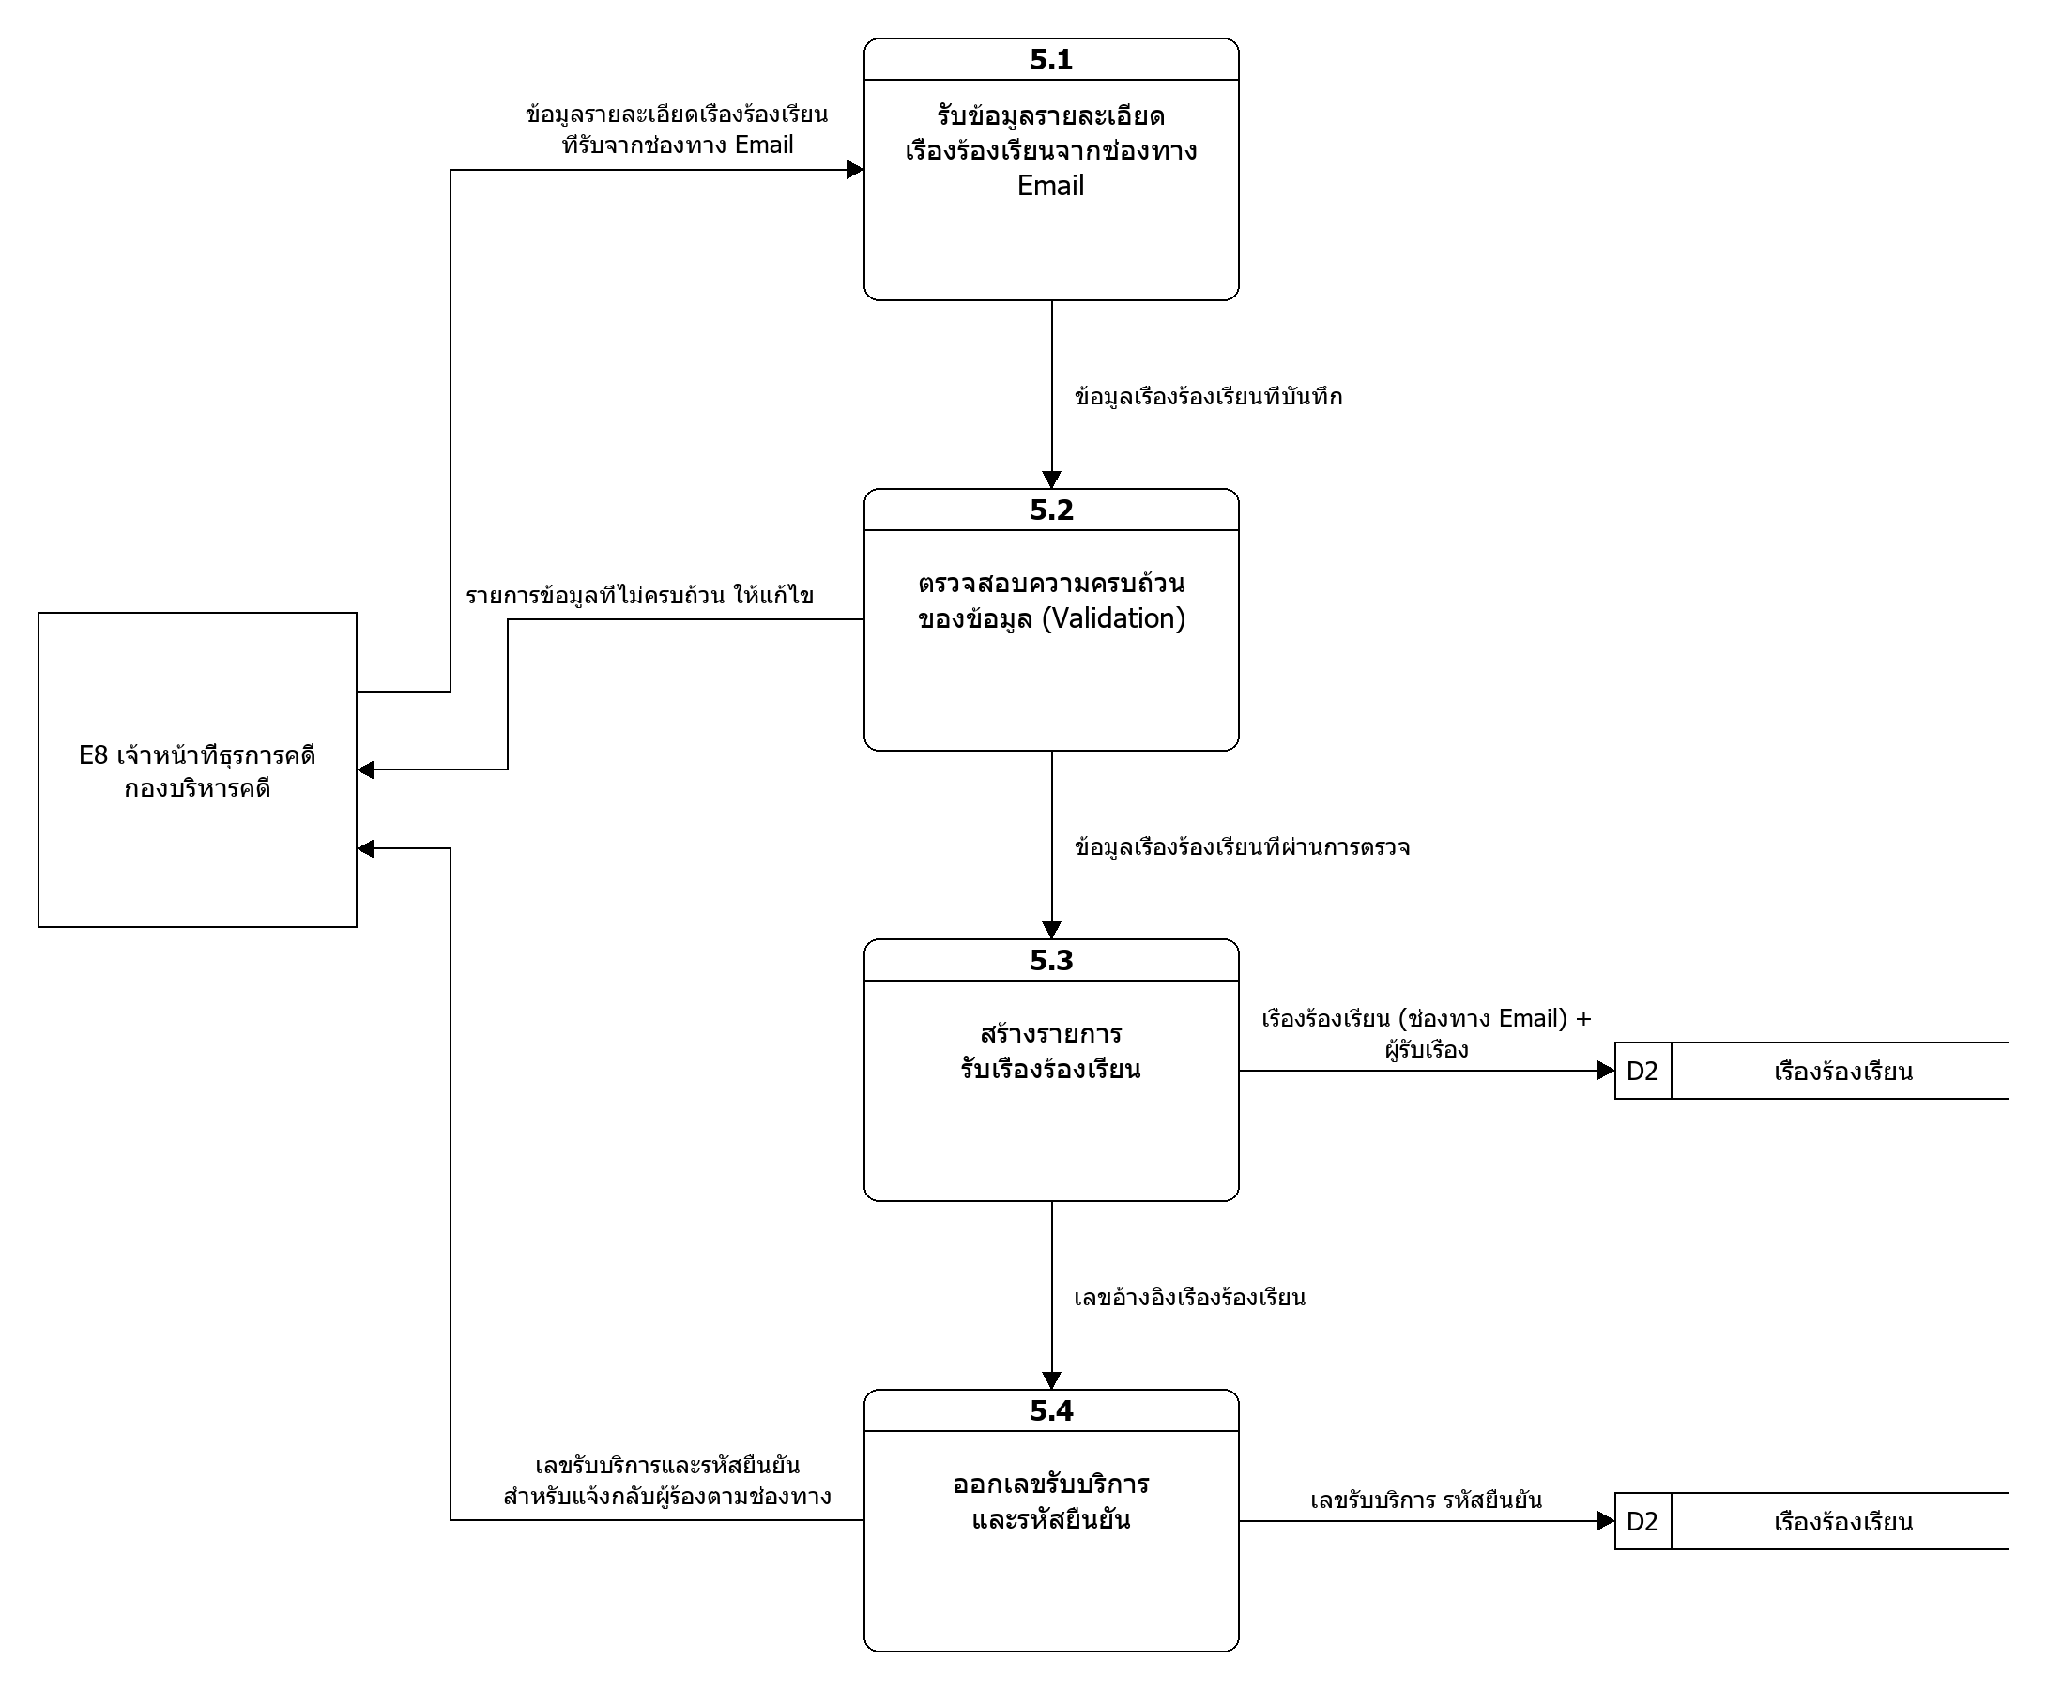 5.1
รับข้อมูลรายละเอียด
เรื่องร้องเรียนจากช่องทาง
Email
ข้อมูลรายละเอียดเรื่องร้องเรียน
ที่รับจากช่องทาง Email
ข้อมูลเรื่องร้องเรียนที่บันทึก
5.2
ตรวจสอบความครบถ้วน
ของข้อมูล (Validation)
รายการข้อมูลที่ไม่ครบถ้วน ให้แก้ไข
E8 เจ้าหน้าที่ธุรการคดี
กองบริหารคดี
ข้อมูลเรื่องร้องเรียนที่ผ่านการตรวจ
5.3
สร้างรายการ
รับเรื่องร้องเรียน
เรื่องร้องเรียน (ช่องทาง Email) +
ผู้รับเรื่อง
D2 เรื่องร้องเรียน
เลขอ้างอิงเรื่องร้องเรียน
5.4
ออกเลขรับบริการ
และรหัสยืนยัน
เลขรับบริการและรหัสยืนยัน
สำหรับแจ้งกลับผู้ร้องตามช่องทาง
เลขรับบริการ รหัสยืนยัน
D2 เรื่องร้องเรียน